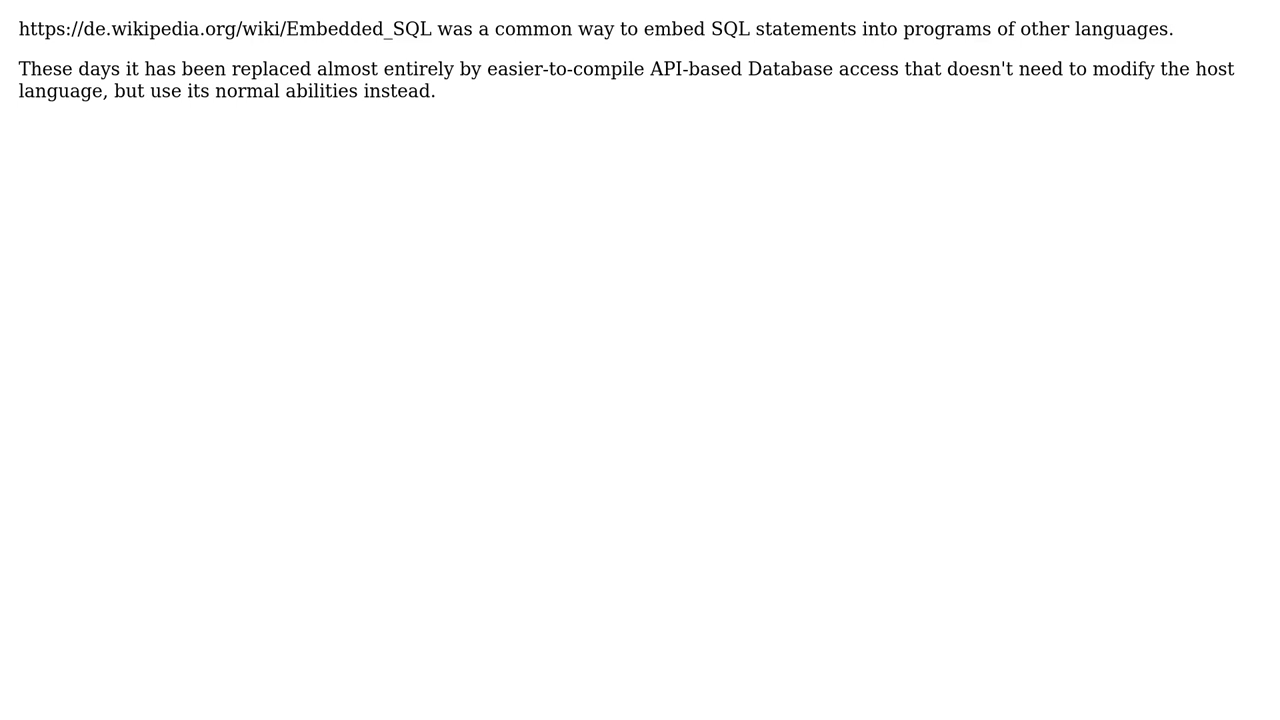 https://de.wikipedia.org/wiki/Embedded_SQL was a common way to embed SQL statements into programs of other languages.
These days it has been replaced almost entirely by easier-to-compile API-based Database access that doesn't need to modify the host
language, but use its normal abilities instead.